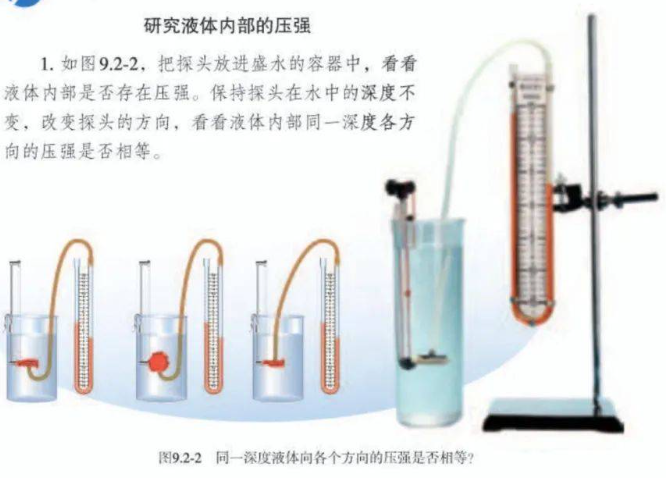 研究液体内部的压强
1. 如图9.2-2，把探头放进盛水的容器中，看看
液体内部是否存在压强。保持探头在水中的深度不
变，改变探头的方向，看看液体内部同一深度各方
向的压强是否相等。
图9.2-2 同一深度液体向各个方向的压强是否相等？